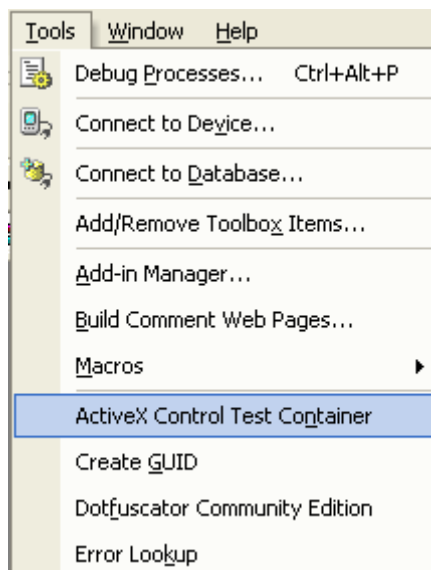 Tools Window Help
Debug Processes... Ctrl+Alt+P
Connect to Device...
Connect to Database...
Add/Remove Toolbox Items...
Add-in Manager...
Build Comment Web Pages...
Macros
ActiveX Control Test Container
Create GUID
Dotfuscator Community Edition
Error Lookup